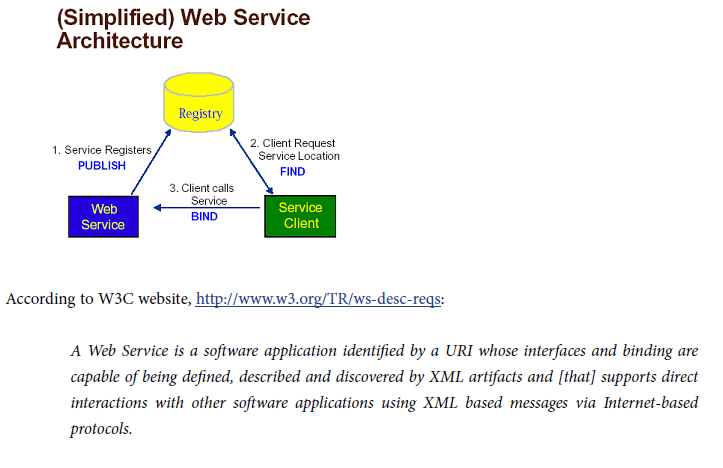 (Simplified) Web Service
Architecture
Registry
1. Service Registers
PUBLISH
2. Client Request
Service Location
FIND
3. Client calls
Service
BIND
Web
Service
Service
Client
According to W3C website, http://www.w3.org/TR/ws-desc-reqs:
A Web Service is a software application identified by a URI whose interfaces and binding are
capable of being defined, described and discovered by XML artifacts and [that] supports direct
interactions with other software applications using XML based messages via Internet-based
protocols.